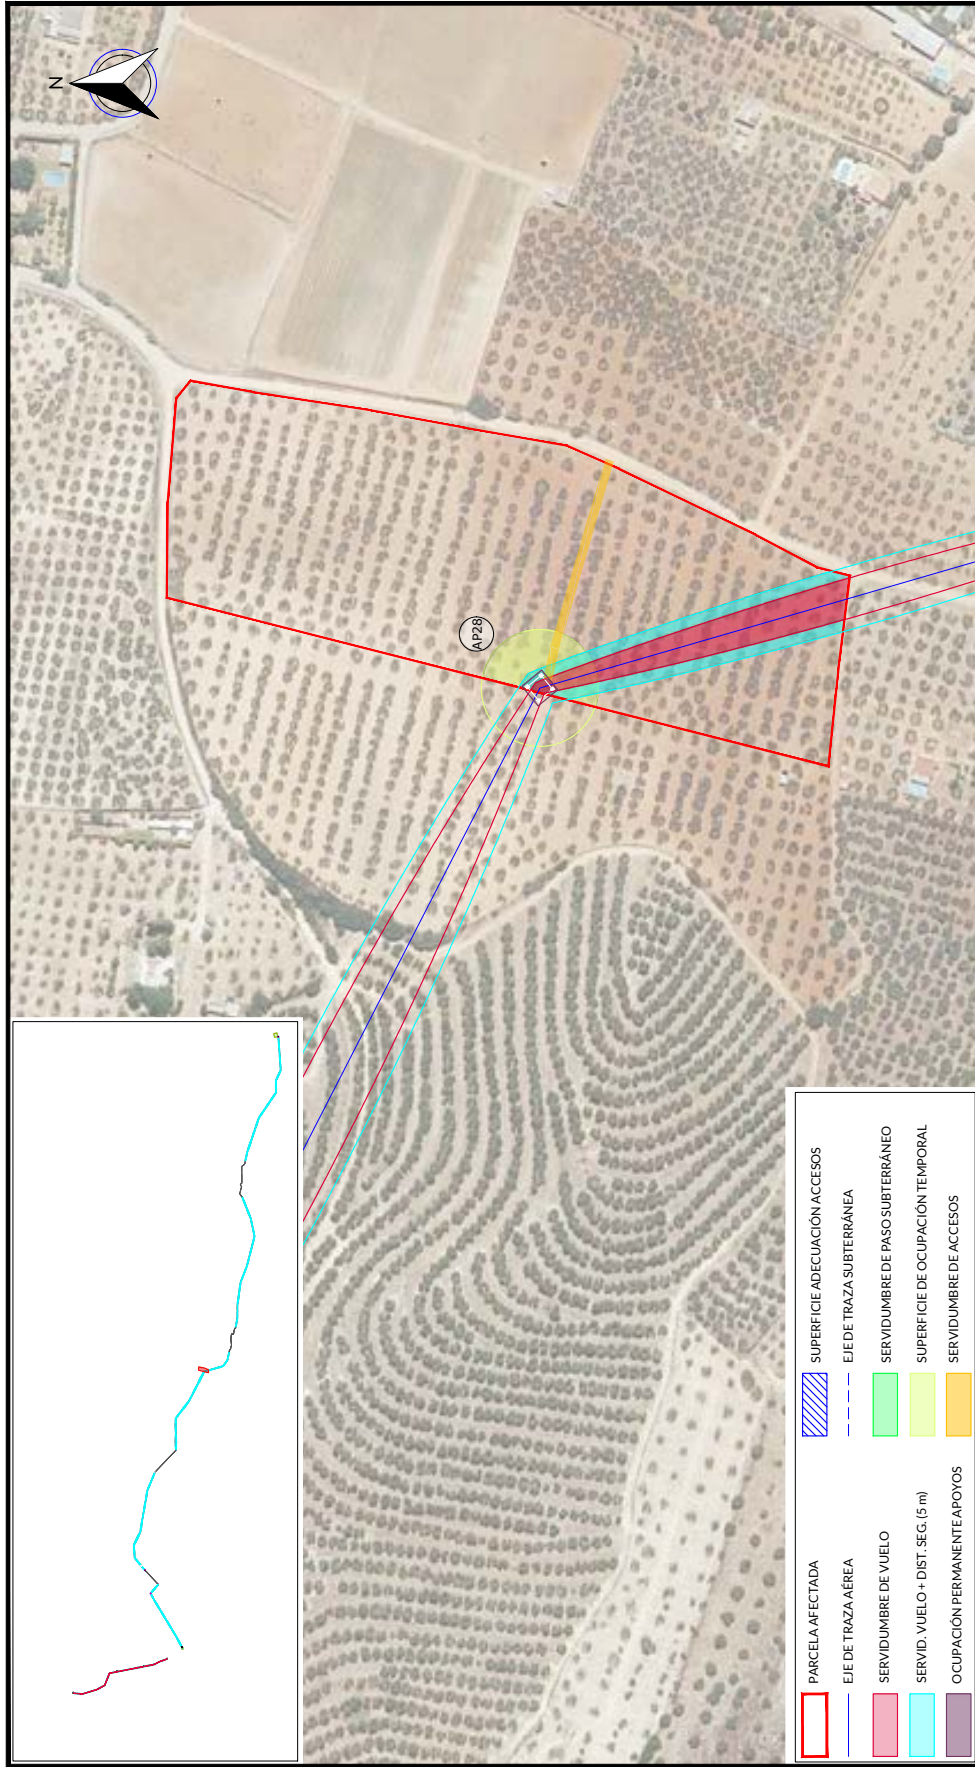 N
AP28
PARCELA AFECTADA
EJE DE TRAZA AÉREA
SERVIDUMBRE DE VUELO
SERVID. VUELO + DIST. SEG. (5 m)
OCUPACIÓN PERMANENTE APOYOS
SUPERFICIE ADECUACIÓN ACCESOS
EJE DE TRAZA SUBTERRÁNEA
SERVIDUMBRE DE PASO SUBTERRÁNEO
SUPERFICIE DE OCUPACIÓN TEMPORAL
SERVIDUMBRE DE ACCESOS